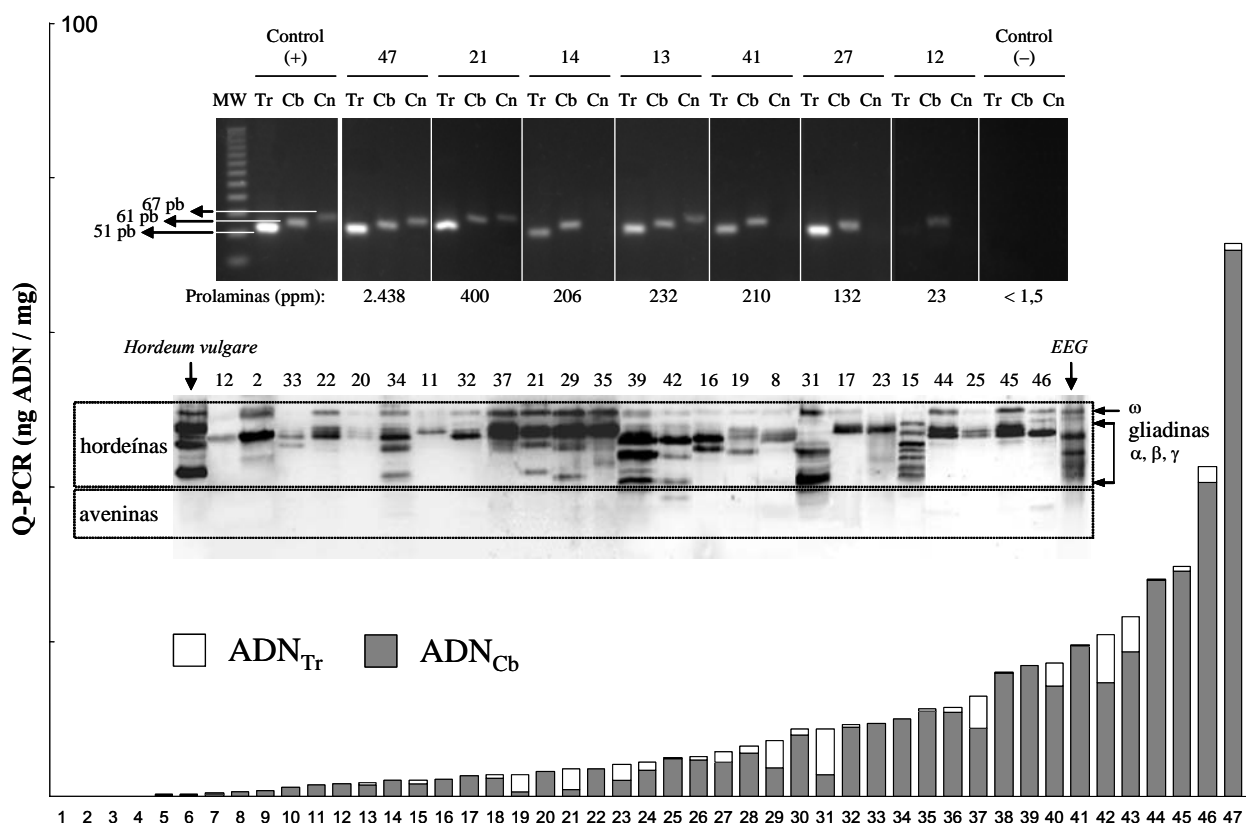 100
Q-PCR (ng ADN / mg)
Control (+) 47 21 14 13 41 27 12 Control (–)
MW Tr Cb Cn Tr Cb Cn Tr Cb Cn Tr Cb Cn Tr Cb Cn Tr Cb Cn Tr Cb Cn Tr Cb Cn Tr Cb Cn
67 pb
61 pb
51 pb
Prolaminas (ppm): 2.438 400 206 232 210 132 23 < 1,5
Hordeum vulgare EEG
12 2 33 22 20 34 11 32 37 21 29 35 39 42 16 19 8 31 17 23 15 44 25 45 46
hordeínas
ω
gliadinas
α, β, γ
aveninas
ADNTr ADNCb
1 2 3 4 5 6 7 8 9 10 11 12 13 14 15 16 17 18 19 20 21 22 23 24 25 26 27 28 29 30 31 32 33 34 35 36 37 38 39 40 41 42 43 44 45 46 47